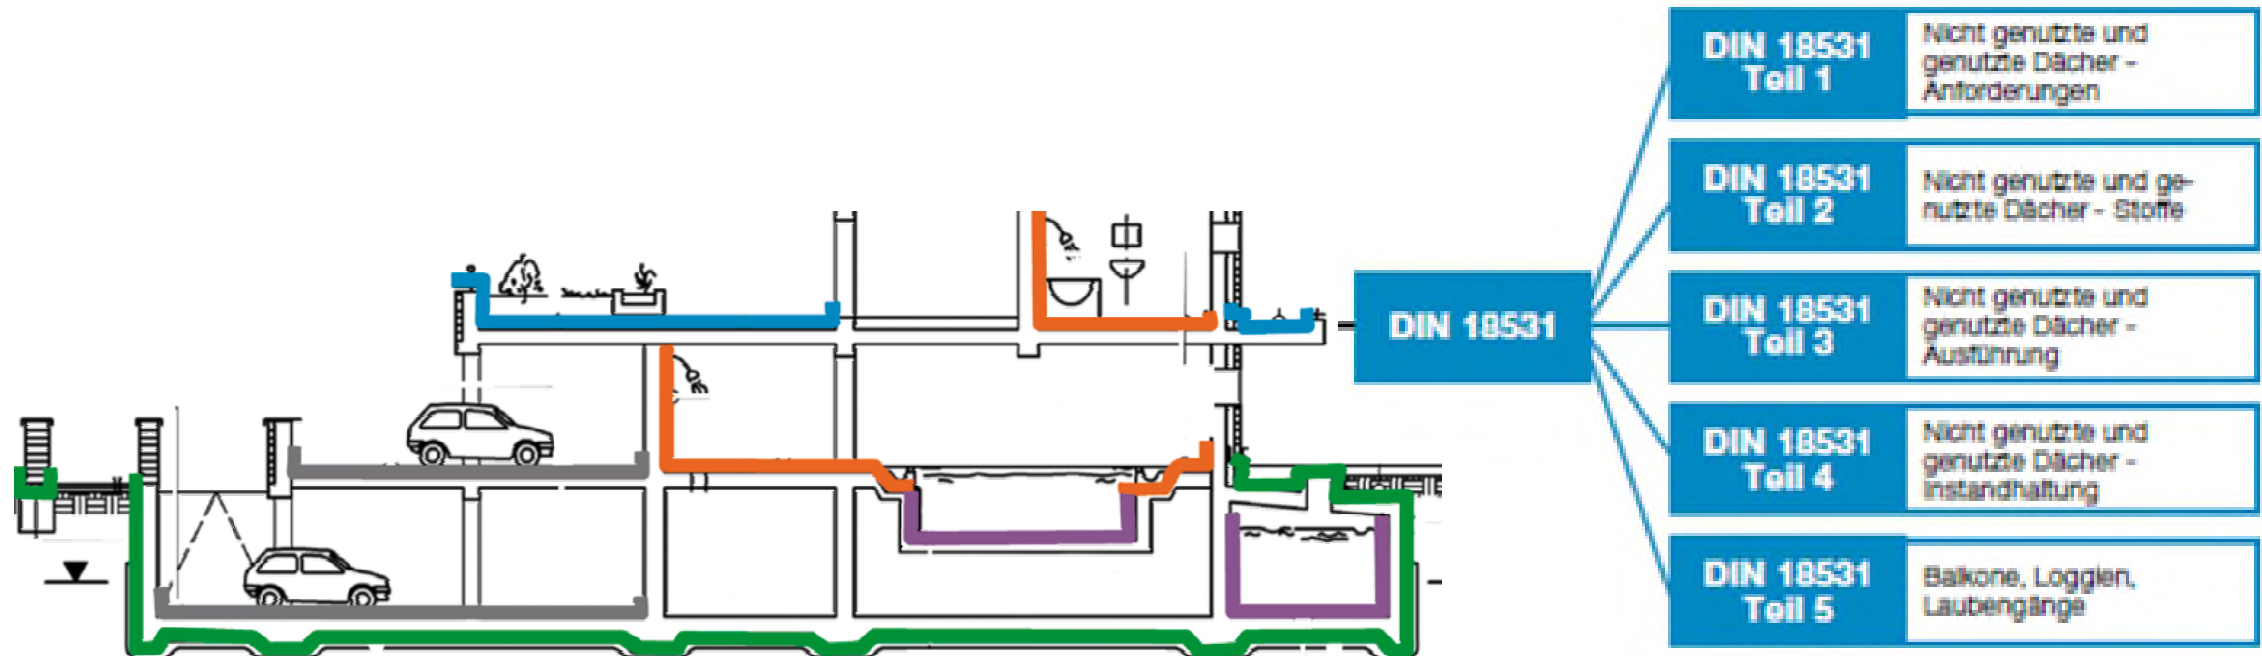 DIN 18531
DIN 18531
Teil 1
Nicht genutzte und
genutzte Dächer -
Anforderungen
DIN 18531
Teil 2
Nicht genutzte und ge-
nutzte Dächer - Stoffe
DIN 18531
Teil 3
Nicht genutzte und
genutzte Dächer -
Ausführung
DIN 18531
Teil 4
Nicht genutzte und
genutzte Dächer -
Instandhaltung
DIN 18531
Teil 5
Balkone, Loggien,
Laubengänge